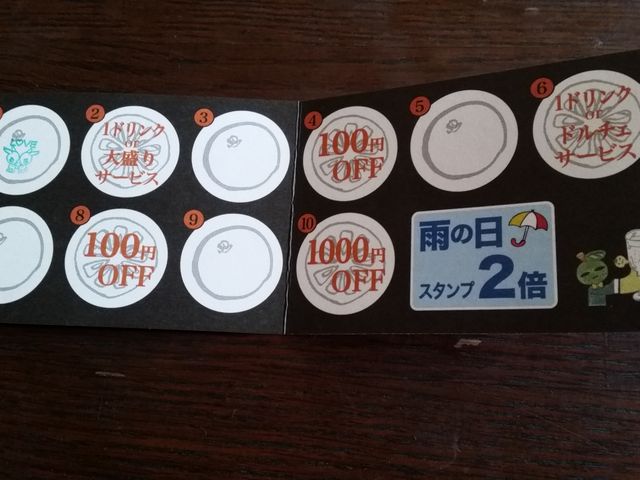 2
1ドリンク
or
大盛り
サービス
3
4
100円
OFF
5
6
1ドリンク
or
ドルチェ
サービス
8
100円
OFF
9
10
1000円
OFF
雨の日
スタンプ2倍